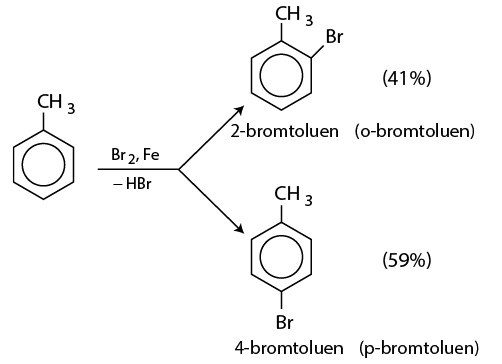 CH 3
Br
(41%)
2-bromtoluen (o-bromtoluen)
CH 3
Br 2, Fe
– HBr
CH 3
(59%)
Br
4-bromtoluen (p-bromtoluen)